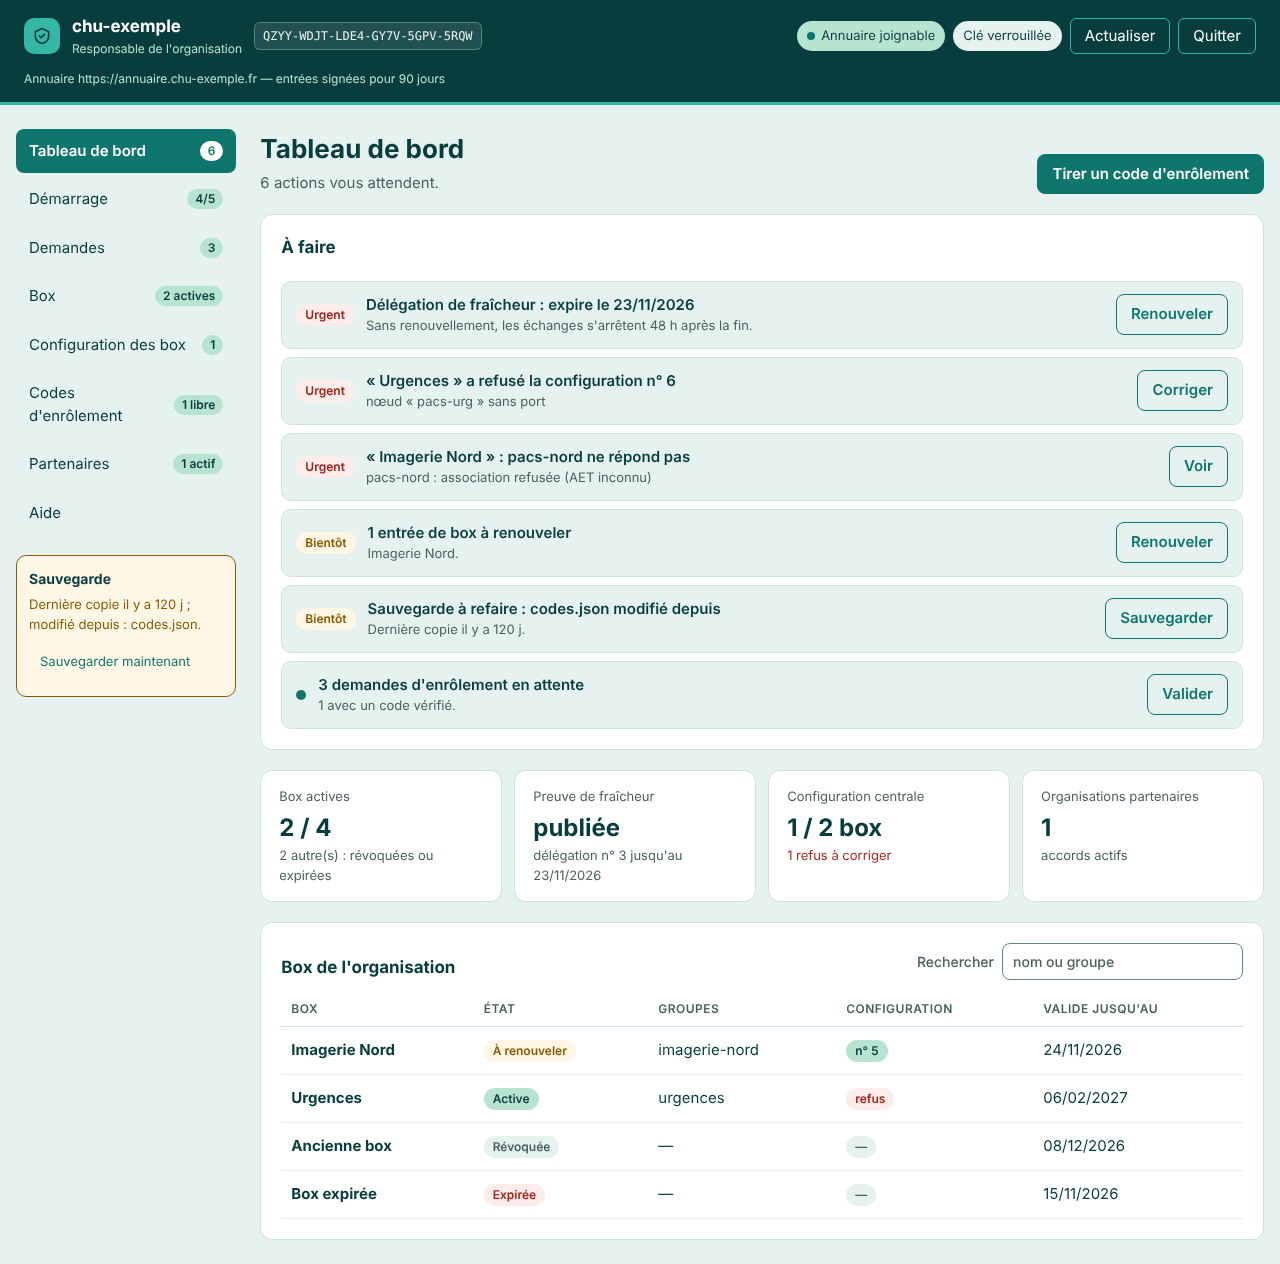 chu-exemple
Responsable de l'organisation
QZYY-WDJT-LDE4-GY7V-5GPV-5RQW
Annuaire joignable
Clé verrouillée
Actualiser
Quitter
Annuaire https://annuaire.chu-exemple.fr — entrées signées pour 90 jours
Tableau de bord 6
Démarrage 4/5
Demandes 3
Box 2 actives
Configuration des box 1
Codes
d'enrôlement 1 libre
Partenaires 1 actif
Aide
Sauvegarde
Dernière copie il y a 120 j ;
modifié depuis : codes.json.
Sauvegarder maintenant
Tableau de bord
6 actions vous attendent.
Tirer un code d'enrôlement
À faire
Urgent
Délégation de fraîcheur : expire le 23/11/2026
Sans renouvellement, les échanges s'arrêtent 48 h après la fin.
Renouveler
Urgent
« Urgences » a refusé la configuration n° 6
nœud « pacs-urg » sans port
Corriger
Urgent
« Imagerie Nord » : pacs-nord ne répond pas
pacs-nord : association refusée (AET inconnu)
Voir
Bientôt
1 entrée de box à renouveler
Imagerie Nord.
Renouveler
Bientôt
Sauvegarde à refaire : codes.json modifié depuis
Dernière copie il y a 120 j.
Sauvegarder
3 demandes d'enrôlement en attente
1 avec un code vérifié.
Valider
Box actives
2 / 4
2 autre(s) : révoquées ou
expirées
Preuve de fraîcheur
publiée
délégation n° 3 jusqu'au
23/11/2026
Configuration centrale
1 / 2 box
1 refus à corriger
Organisations partenaires
1
accords actifs
Box de l'organisation
Rechercher
nom ou groupe
BOX ÉTAT GROUPES CONFIGURATION VALIDE JUSQU'AU
Imagerie Nord À renouveler imagerie-nord n° 5 24/11/2026
Urgences Active urgences refus 06/02/2027
Ancienne box Révoquée — — 08/12/2026
Box expirée Expirée — — 15/11/2026